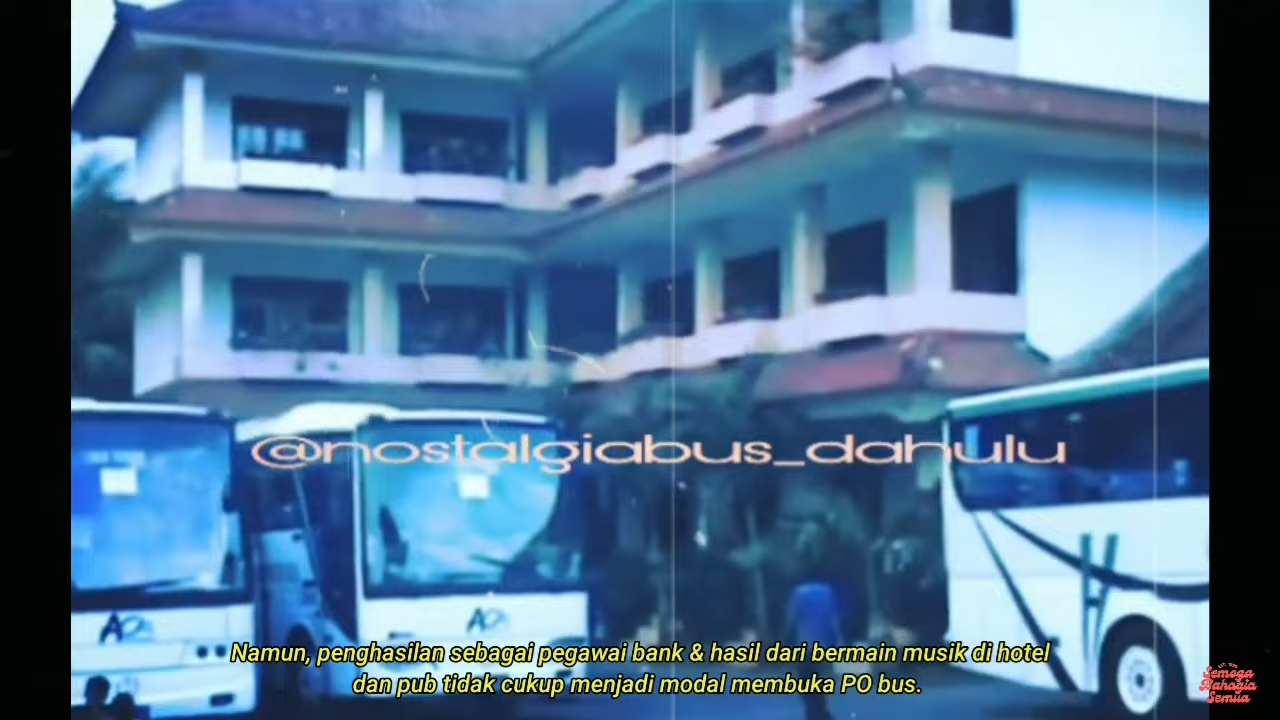 @nostalgiabus_dahulu
Namun, penghasilan sebagai pegawai bank & hasil dari bermain musik di hotel
dan pub tidak cukup menjadi modal membuka PO bus.
Semoga
Bahagia
Semua